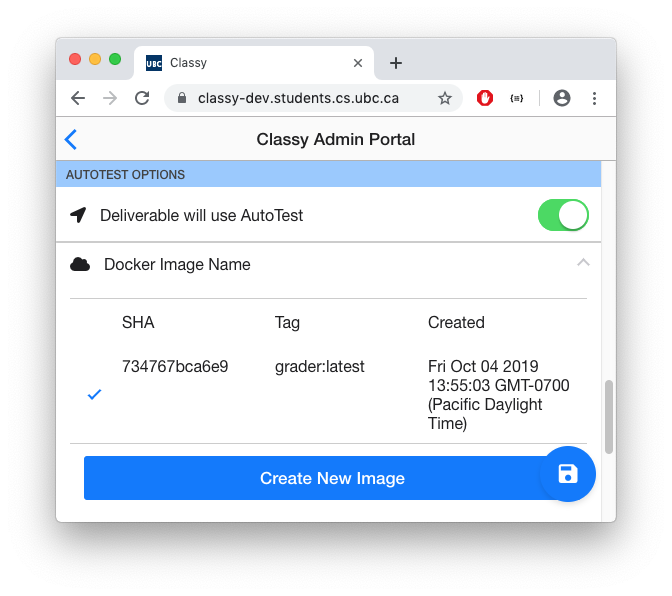 UBC Classy
classy-dev.students.cs.ubc.ca
Classy Admin Portal
AUTOTEST OPTIONS
Deliverable will use AutoTest
Docker Image Name
SHA Tag Created
734767bca6e9 grader:latest Fri Oct 04 2019
13:55:03 GMT-0700
(Pacific Daylight
Time)
Create New Image